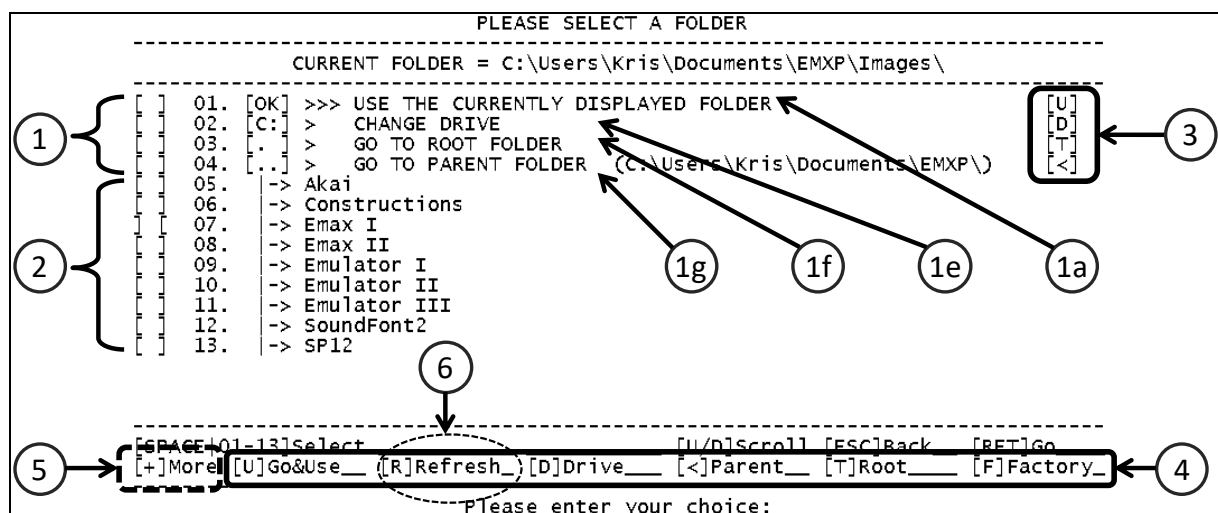 PLEASE SELECT A FOLDER
CURRENT FOLDER = C:\Users\Kris\Documents\EMXP\Images\
[ ] 01. [OK] >>> USE THE CURRENTLY DISPLAYED FOLDER [U]
[ ] 02. [C:] > CHANGE DRIVE [D]
[ ] 03. [. ] > GO TO ROOT FOLDER [T]
[ ] 04. [..] > GO TO PARENT FOLDER (C:\Users\Kris\Documents\EMXP\) [<]
1
3
[ ] 05. |-> Akai
[ ] 06. |-> Constructions
[ ] 07. |-> Emax I
[ ] 08. |-> Emax II
[ ] 09. |-> Emulator I
[ ] 10. |-> Emulator II
[ ] 11. |-> Emulator III
[ ] 12. |-> SoundFont2
[ ] 13. |-> SP12
2
1g
1f
1e
1a
6
[SPACE|01-13]Select [U/D]Scroll [ESC]Back [RET]Go
[+]More [U]Go&Use__ [R]Refresh_ [D]Drive___ [<]Parent__ [T]Root____ [F]Factory_
5
4
Please enter your choice: